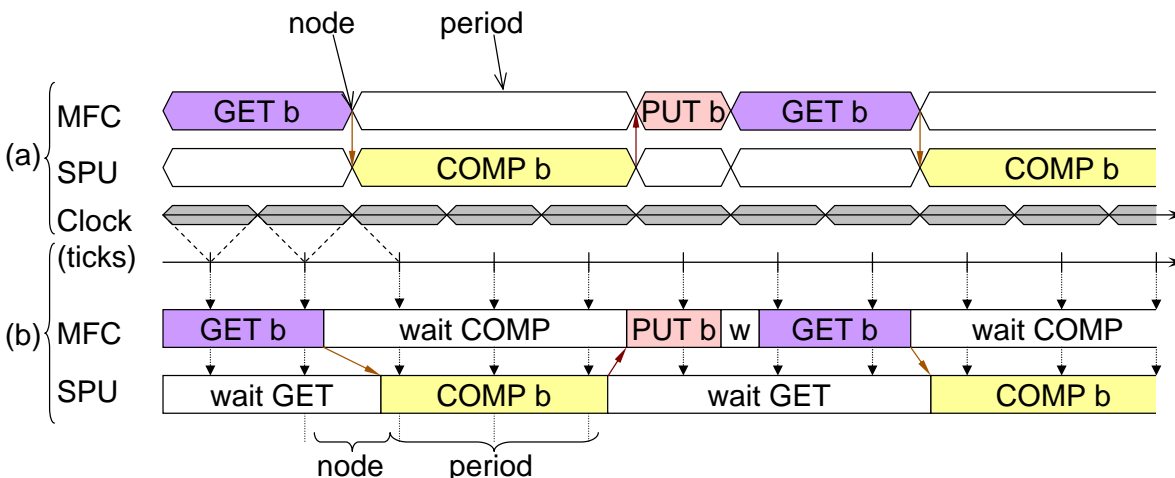 node period
MFC GET b PUT b GET b
(a)
SPU COMP b COMP b
Clock
(ticks)
(b)
MFC GET b wait COMP PUT b w GET b wait COMP
SPU wait GET COMP b wait GET COMP b
node period